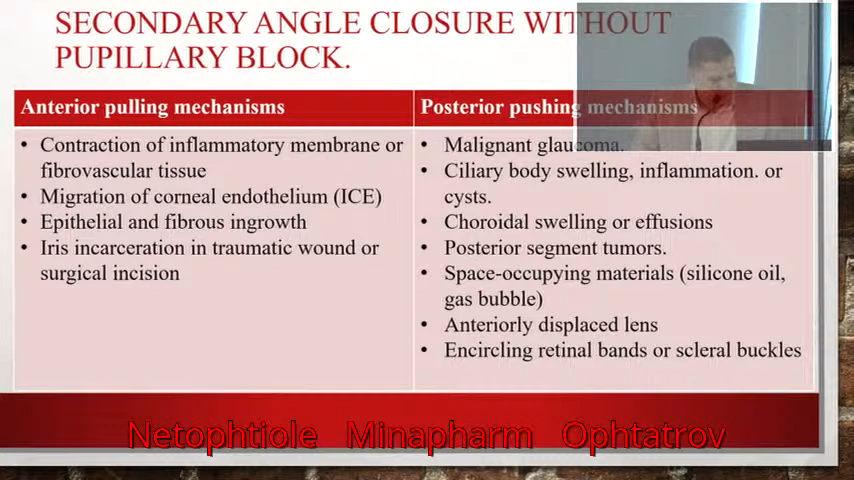 SECONDARY ANGLE CLOSURE WITHOUT
PUPILLARY BLOCK.
Anterior pulling mechanisms
• Contraction of inflammatory membrane or
fibrovascular tissue
• Migration of corneal endothelium (ICE)
• Epithelial and fibrous ingrowth
• Iris incarceration in traumatic wound or
surgical incision
Posterior pushing mechanisms
• Malignant glaucoma.
• Ciliary body swelling, inflammation. or
cysts.
• Choroidal swelling or effusions
• Posterior segment tumors.
• Space-occupying materials (silicone oil,
gas bubble)
• Anteriorly displaced lens
• Encircling retinal bands or scleral buckles
Netophtiole Minapharm Ophtatrov